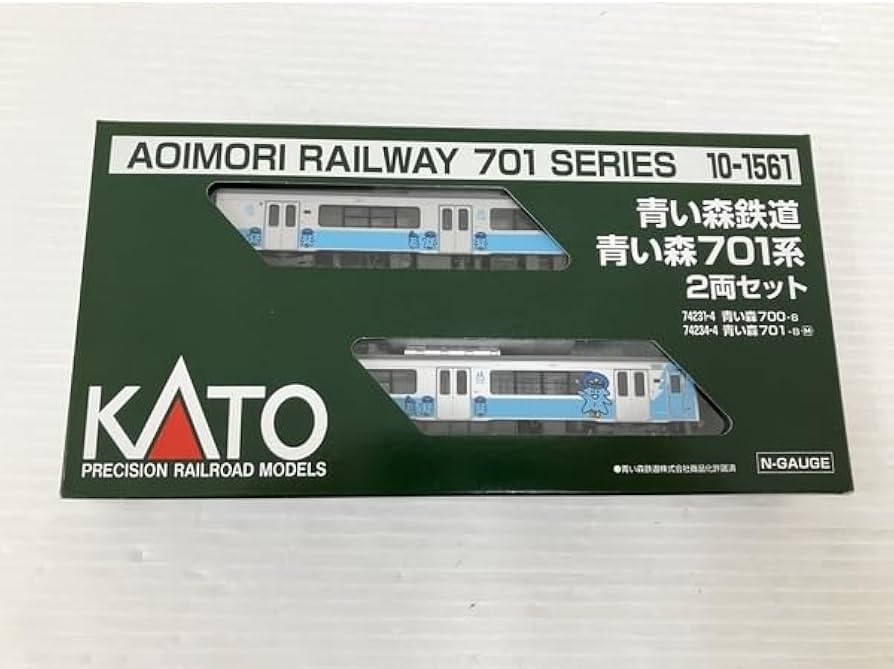 AOIMORI RAILWAY 701 SERIES 10-1561
青い森鉄道
青い森701系
2両セット
74231-4 青い森700-8
74234-4 青い森701-8 M
KATO
PRECISION RAILROAD MODELS
●青い森鉄道株式会社商品化許諾済
N-GAUGE